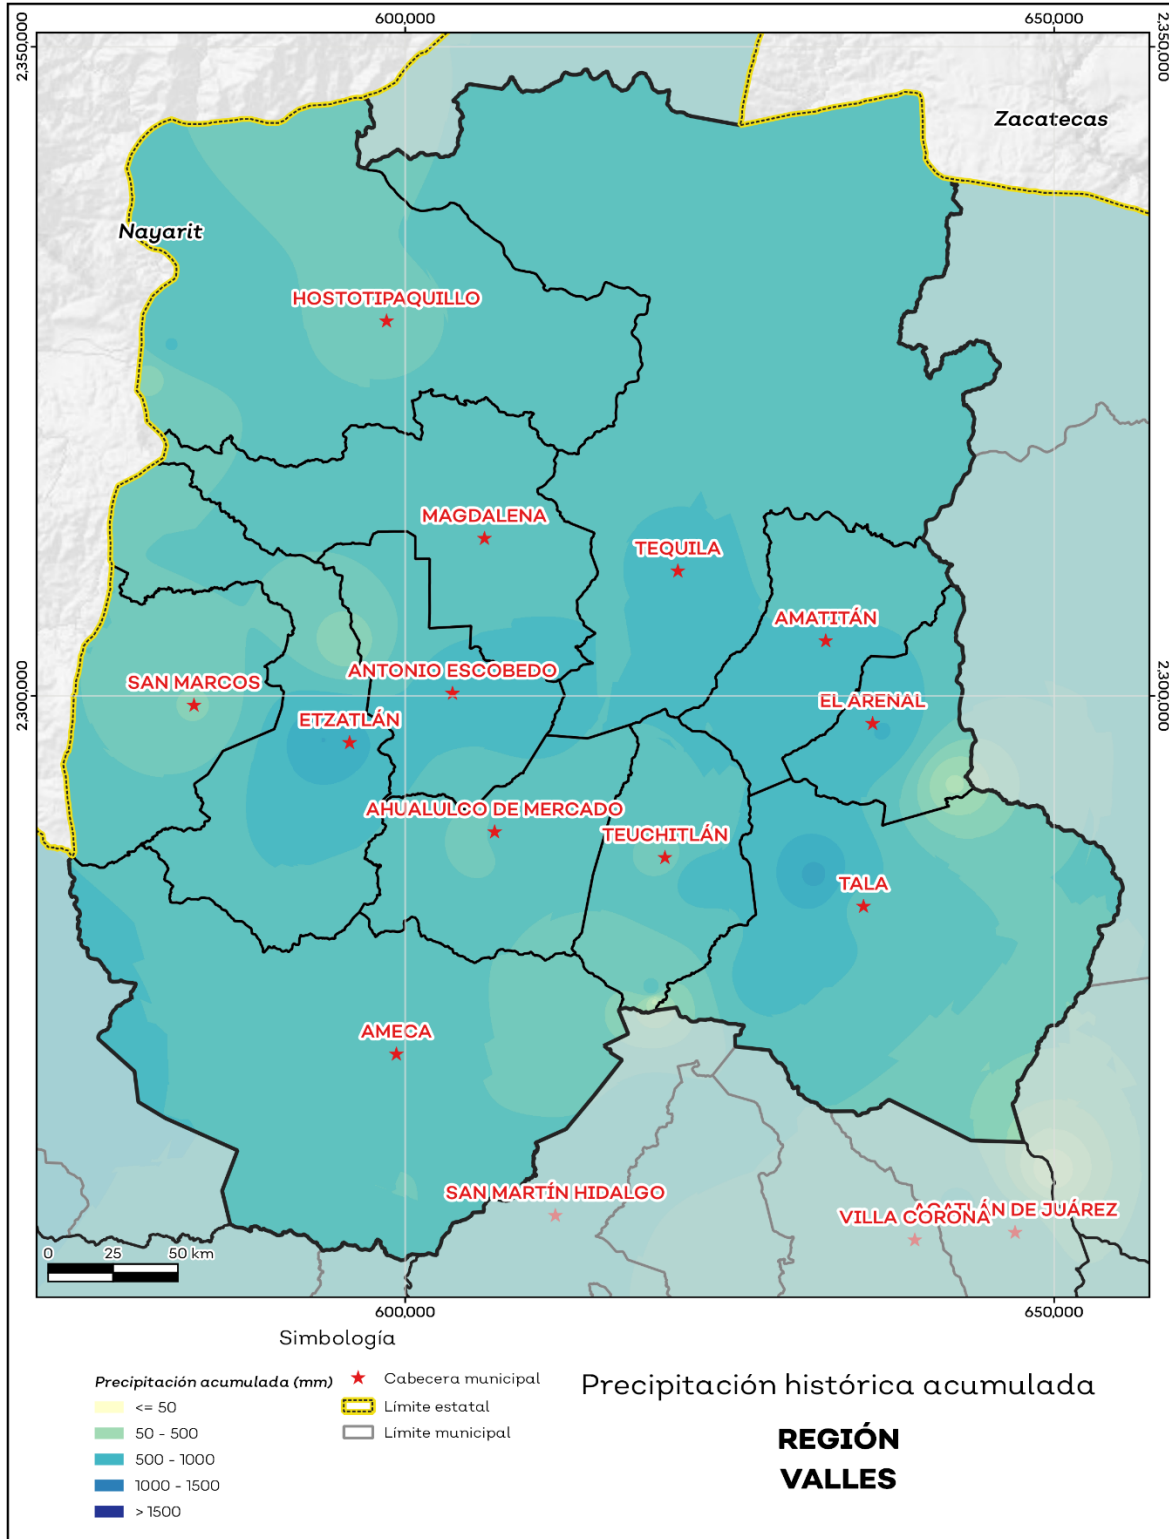 600,000
650,000
2,350,000
2,350,000
Zacatecas
Nayarit
HOSTOTIPAQUILLO
MAGDALENA
TEQUILA
AMATITÁN
ANTONIO ESCOBEDO
SAN MARCOS
2,300,000
2,300,000
EL ARENAL
ETZATLÁN
AHUALULCO DE MERCADO
TEUCHITLÁN
TALA
AMECA
SAN MARTÍN HIDALGO
ACATLÁN DE JUÁREZ
VILLA CORONA
0 25 50 km
600,000
650,000
Simbología
Precipitación acumulada (mm)
<= 50
50 - 500
500 - 1000
1000 - 1500
> 1500
Cabecera municipal
Límite estatal
Límite municipal
Precipitación histórica acumulada
REGIÓN
VALLES